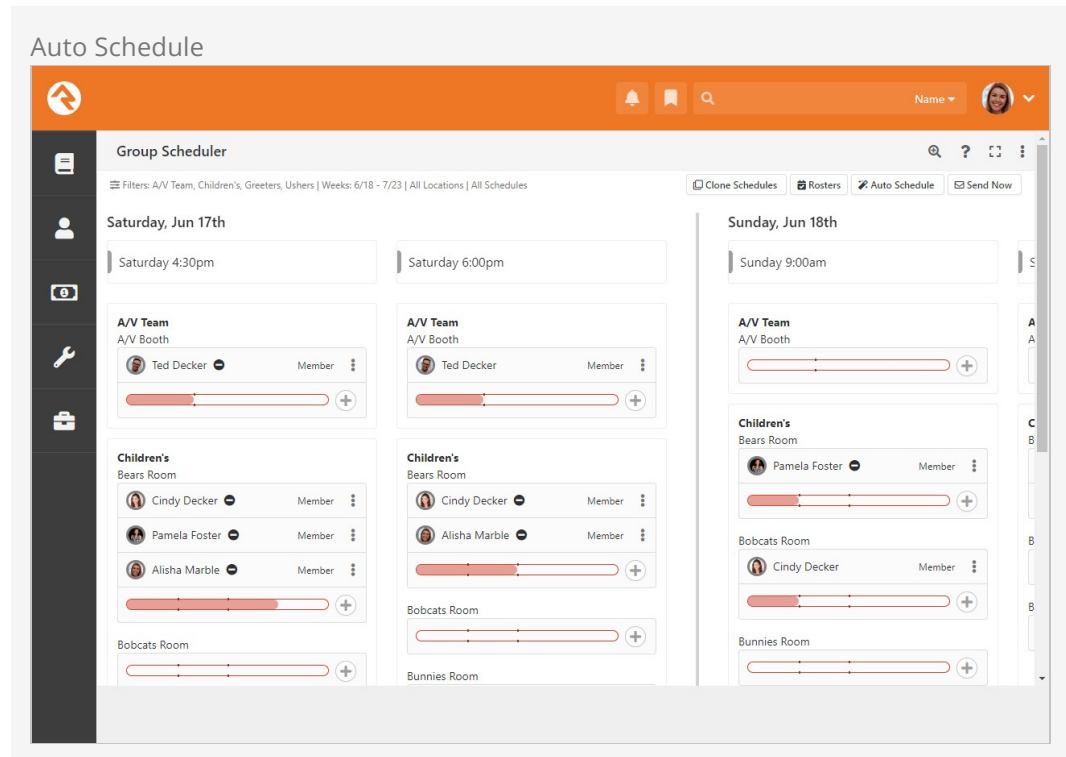 Auto Schedule
Name
Group Scheduler
?
Filters: A/V Team, Children's, Greeters, Ushers | Weeks: 6/18 - 7/23 | All Locations | All Schedules
Clone Schedules
Rosters
Auto Schedule
Send Now
Saturday, Jun 17th
Saturday 4:30pm
A/V Team
A/V Booth
Ted Decker Member
Children's
Bears Room
Cindy Decker Member
Pamela Foster Member
Alisha Marble Member
Bobcats Room
Saturday 6:00pm
A/V Team
A/V Booth
Ted Decker Member
Children's
Bears Room
Cindy Decker Member
Alisha Marble Member
Bobcats Room
Bunnies Room
Sunday, Jun 18th
Sunday 9:00am
A/V Team
A/V Booth
Children's
Bears Room
Pamela Foster Member
Bobcats Room
Cindy Decker Member
Bunnies Room